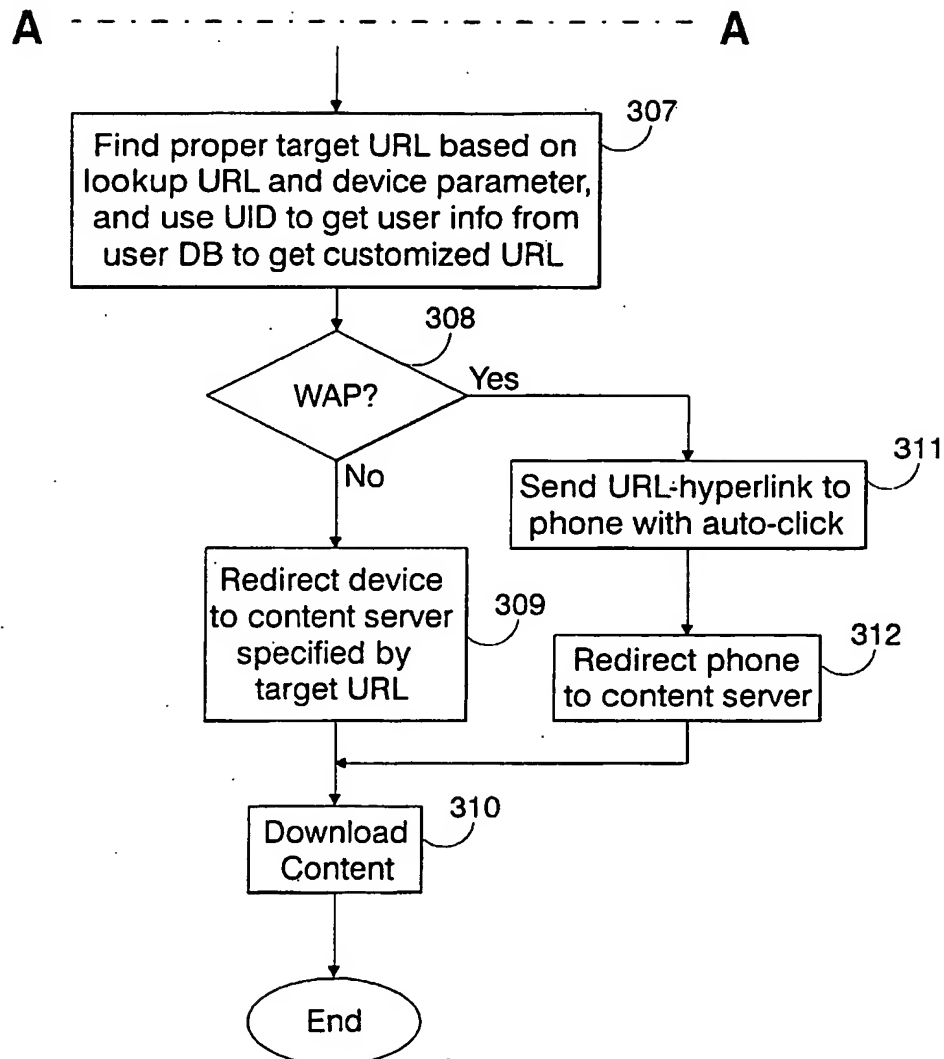 A A
307
Find proper target URL based on
lookup URL and device parameter,
and use UID to get user info from
user DB to get customized URL
308
WAP?
Yes
No
311
Send URL-hyperlink to
phone with auto-click
Redirect device
to content server
specified by
target URL
309
312
Redirect phone
to content server
310
Download
Content
End